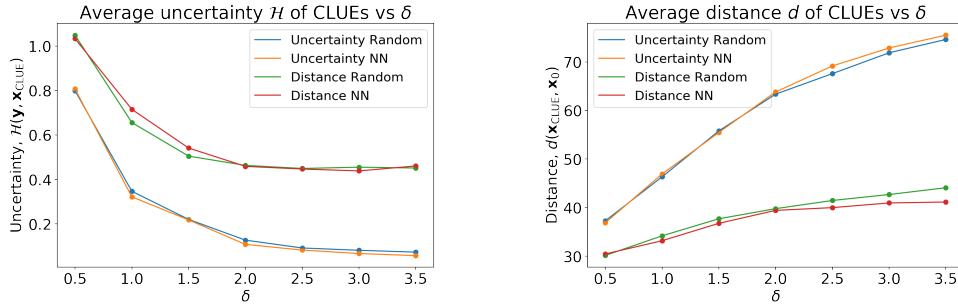 Average uncertainty ℋ of CLUEs vs δ
Uncertainty, ℋ(y, x_CLUE)
1.0
0.8
0.6
0.4
0.2
Uncertainty Random
Uncertainty NN
Distance Random
Distance NN
0.5 1.0 1.5 2.0 2.5 3.0 3.5
δ
Average distance d of CLUEs vs δ
Distance, d(x_CLUE, x_0)
70
60
50
40
30
Uncertainty Random
Uncertainty NN
Distance Random
Distance NN
0.5 1.0 1.5 2.0 2.5 3.0 3.5
δ